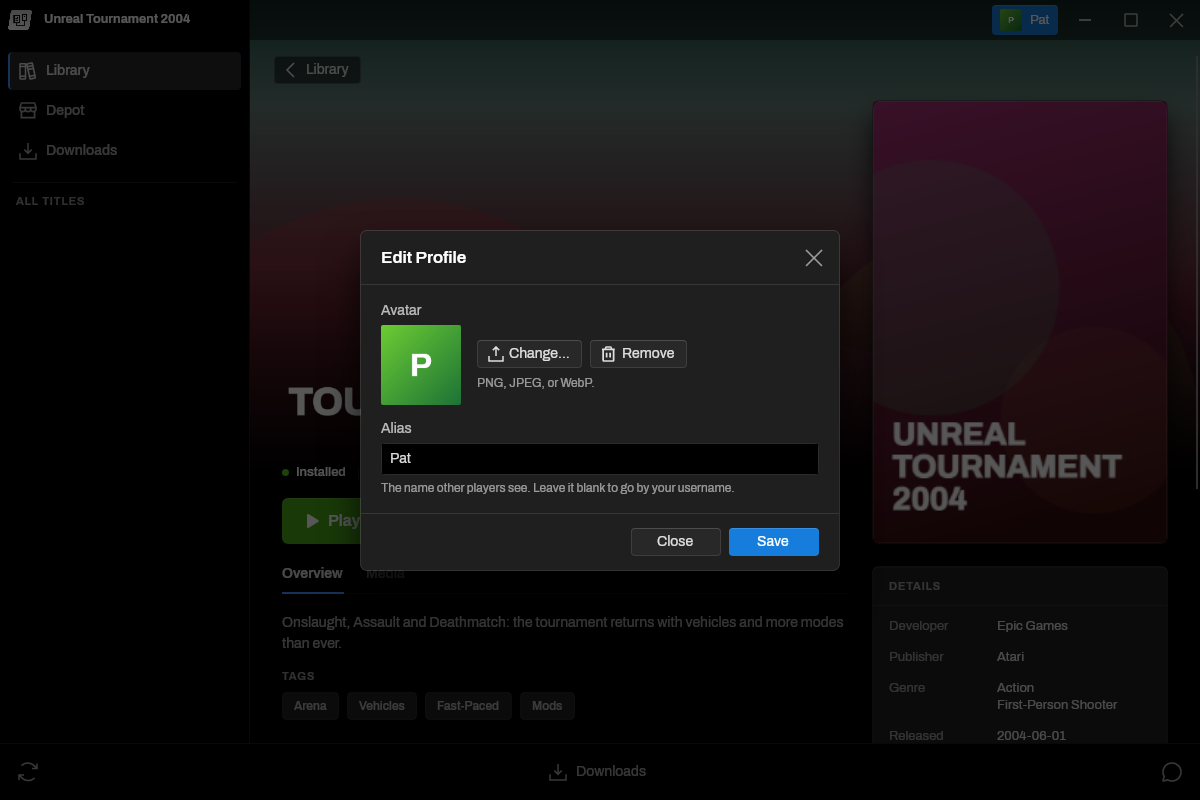 Unreal Tournament 2004
P
Pat
Library
Depot
Downloads
ALL TITLES
Library
UNREAL
TOURNAMENT
2004
TOU
Installed
Play
Edit Profile
Avatar
P
Change...
Remove
PNG, JPEG, or WebP.
Alias
Pat
The name other players see. Leave it blank to go by your username.
Close
Save
Overview
Media
Onslaught, Assault and Deathmatch: the tournament returns with vehicles and more modes
than ever.
TAGS
Arena
Vehicles
Fast-Paced
Mods
DETAILS
Developer
Epic Games
Publisher
Atari
Genre
Action
First-Person Shooter
Released
2004-06-01
Downloads